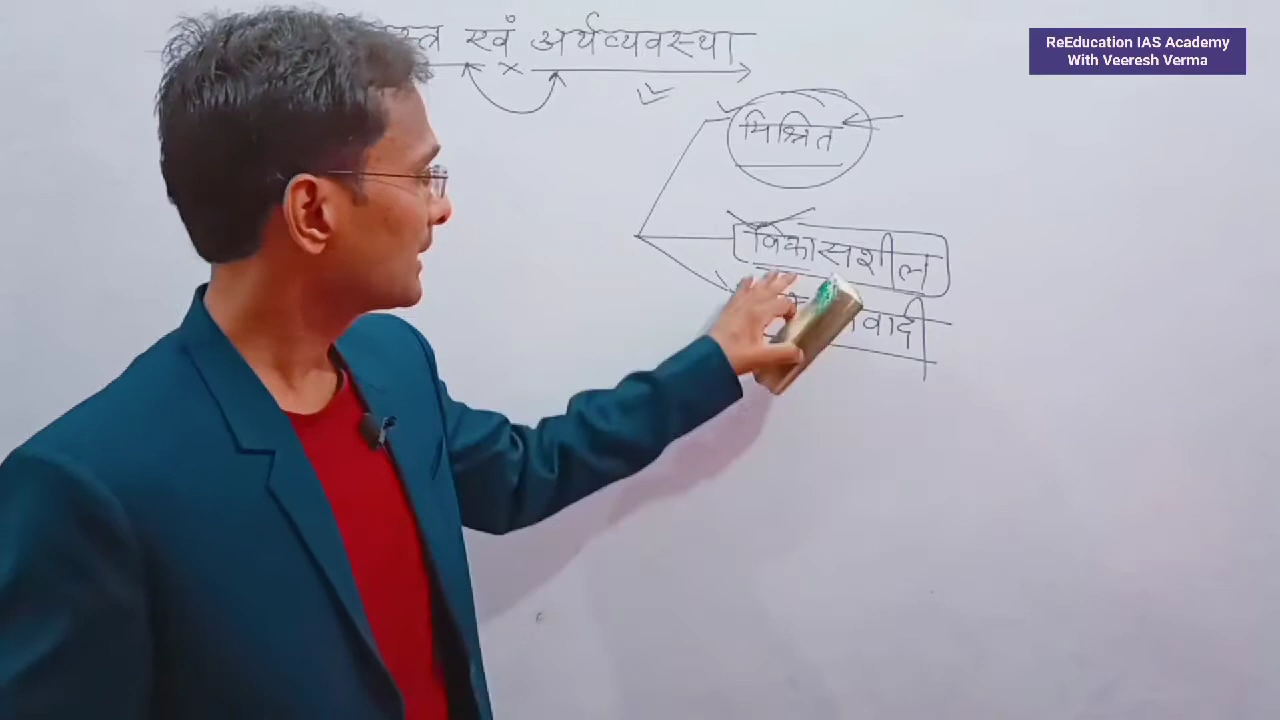 एवं अर्थव्यवस्था
ReEducation IAS Academy
With Veeresh Verma
मिश्रित
विकासशील